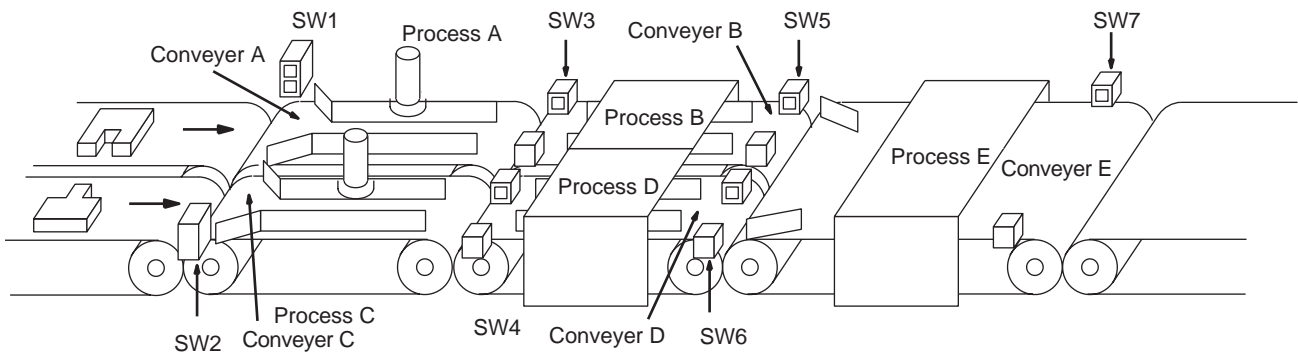 SW1
Process A
SW3
Conveyer B
SW5
SW7
Conveyer A
Process B
Process E
Conveyer E
Process D
SW2
Process C
Conveyer C
SW4
Conveyer D
SW6